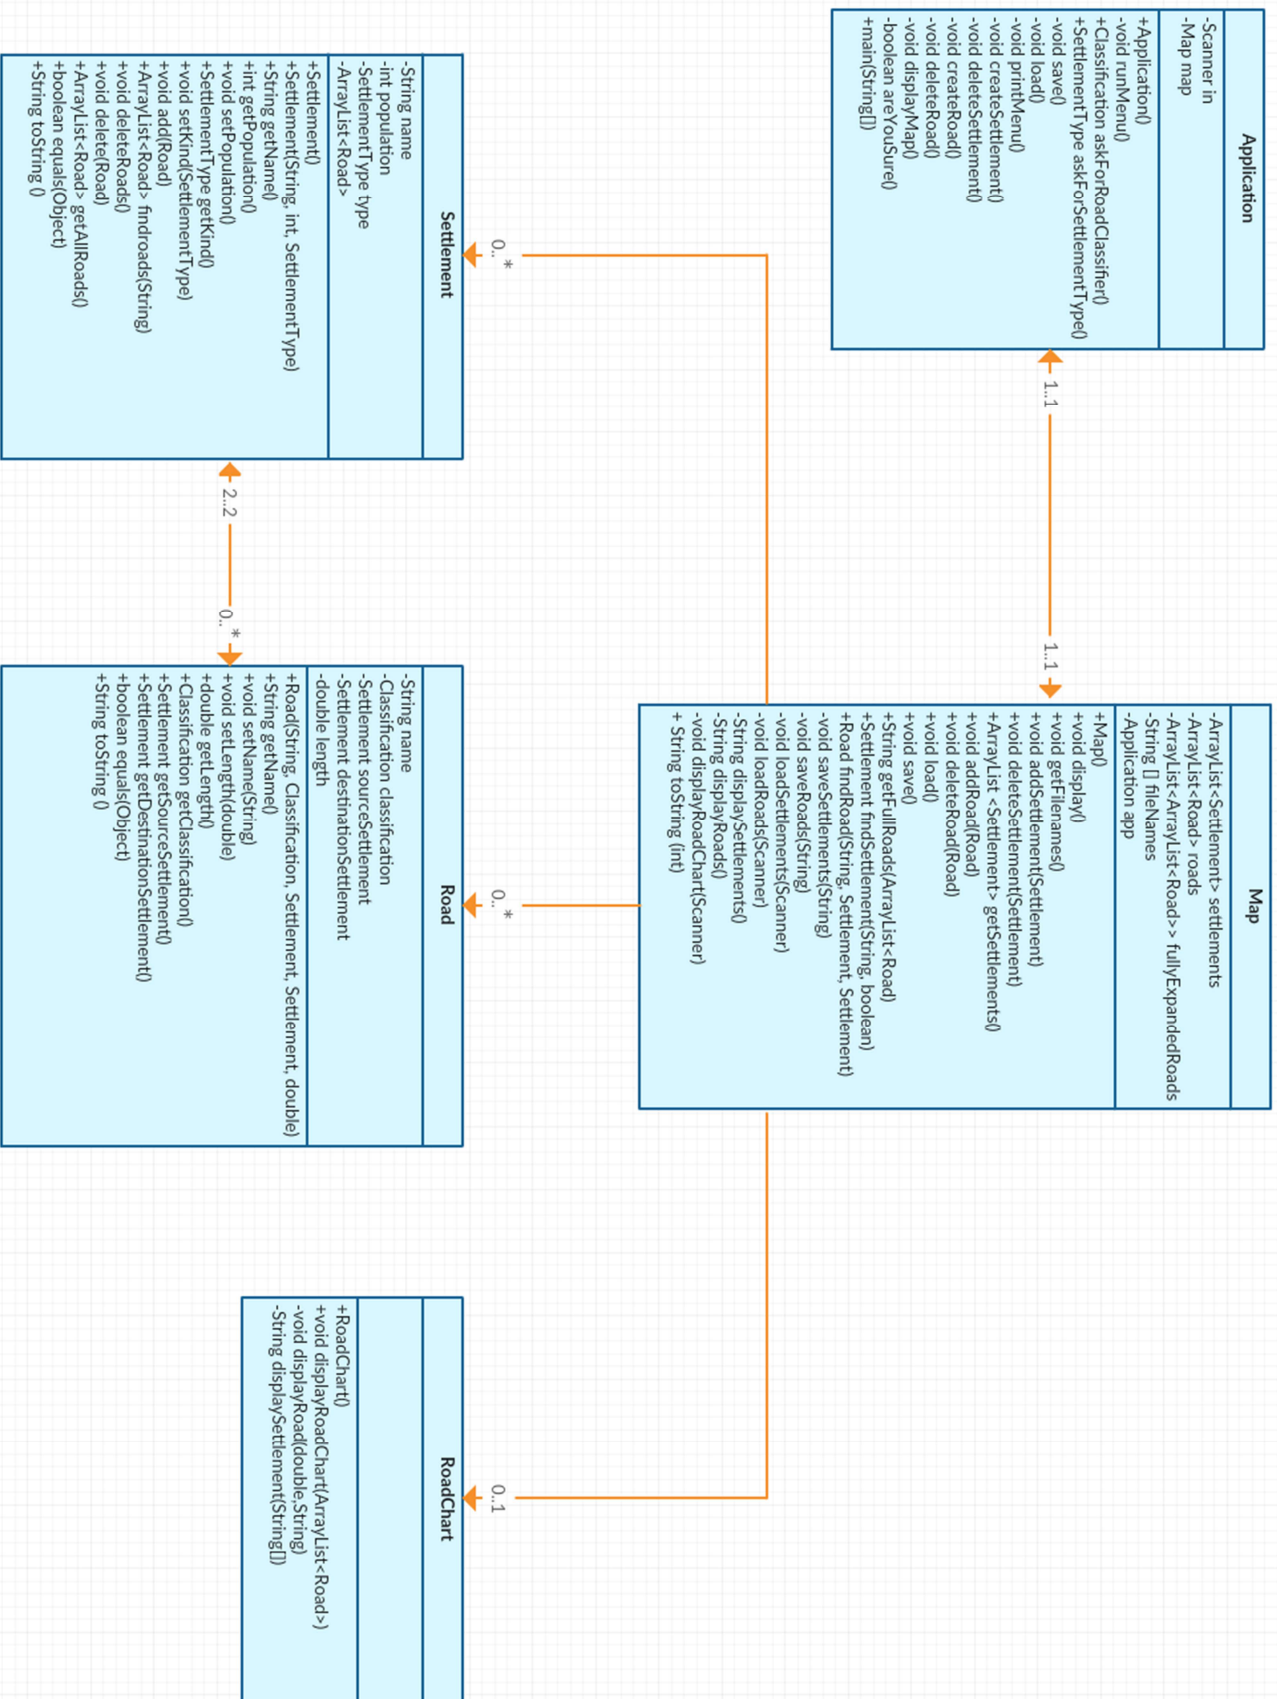 Application
-Scanner in
-Map map
+Application()
-void runMenu()
+Classification askForRoadClassifier()
+SettlementType askForSettlementType()
-void save()
-void load()
-void printMenu()
-void createSettlement()
-void deleteSettlement()
-void createRoad()
-void deleteRoad()
-void displayMap()
-boolean areYouSure()
+main(String[])
1..1
1..1
Map
-ArrayList<Settlement> settlements
-ArrayList<Road> roads
-ArrayList<ArrayList<Road>> fullyExpandedRoads
-String [] fileNames
-Application app
+Map()
+void display()
+void getFilenames()
+void addSettlement(Settlement)
+void deleteSettlement(Settlement)
+ArrayList <Settlement> getSettlements()
+void addRoad(Road)
+void deleteRoad(Road)
+void load()
+void save()
+String getFullRoads(ArrayList<Road)
+Settlement findSettlement(String, boolean)
+Road findRoad(String, Settlement, Settlement)
-void saveSettlements(String)
-void saveRoads(String)
-void loadSettlements(Scanner)
-void loadRoads(Scanner)
-String displaySettlements()
-String displayRoads()
-void displayRoadChart(Scanner)
+ String toString (int)
0.. *
0.. *
0..1
Settlement
-String name
-int population
-SettlementType type
-ArrayList<Road>
+Settlement()
+Settlement(String, int, SettlementType)
+String getName()
+int getPopulation()
+void setPopulation()
+SettlementType getKind()
+void setKind(SettlementType)
+void add(Road)
+ArrayList<Road> findroads(String)
+void deleteRoads()
+void delete(Road)
+ArrayList<Road> getAllRoads()
+boolean equals(Object)
+String toString ()
2..2
0.. *
Road
-String name
-Classification classification
-Settlement sourceSettlement
-Settlement destinationSettlement
-double length
+Road(String, Classification, Settlement, Settlement, double)
+String getName()
+void setName(String)
+void setLength(double)
+double getLength()
+Classification getClassification()
+Settlement getSourceSettlement()
+Settlement getDestinationSettlement()
+boolean equals(Object)
+String toString ()
RoadChart
+RoadChart()
+void displayRoadChart(ArrayList<Road>)
-void displayRoad(double,String)
-String displaySettlement(String[])